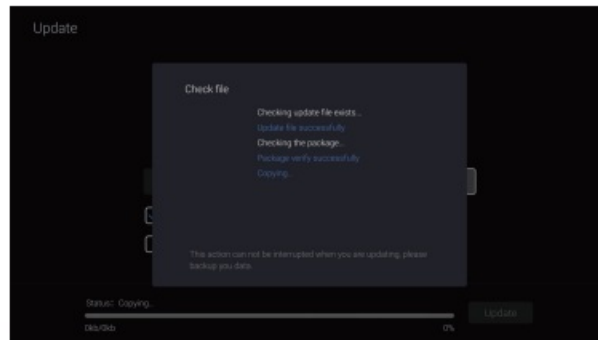 Update
Check file
Checking update file exists...
Update file successfully
Checking the package...
Package verify successfully
Copying...
This action can not be interrupted when you are updating, please
backup you data.
Status: Copying...
Update
0kb/0kb
0%